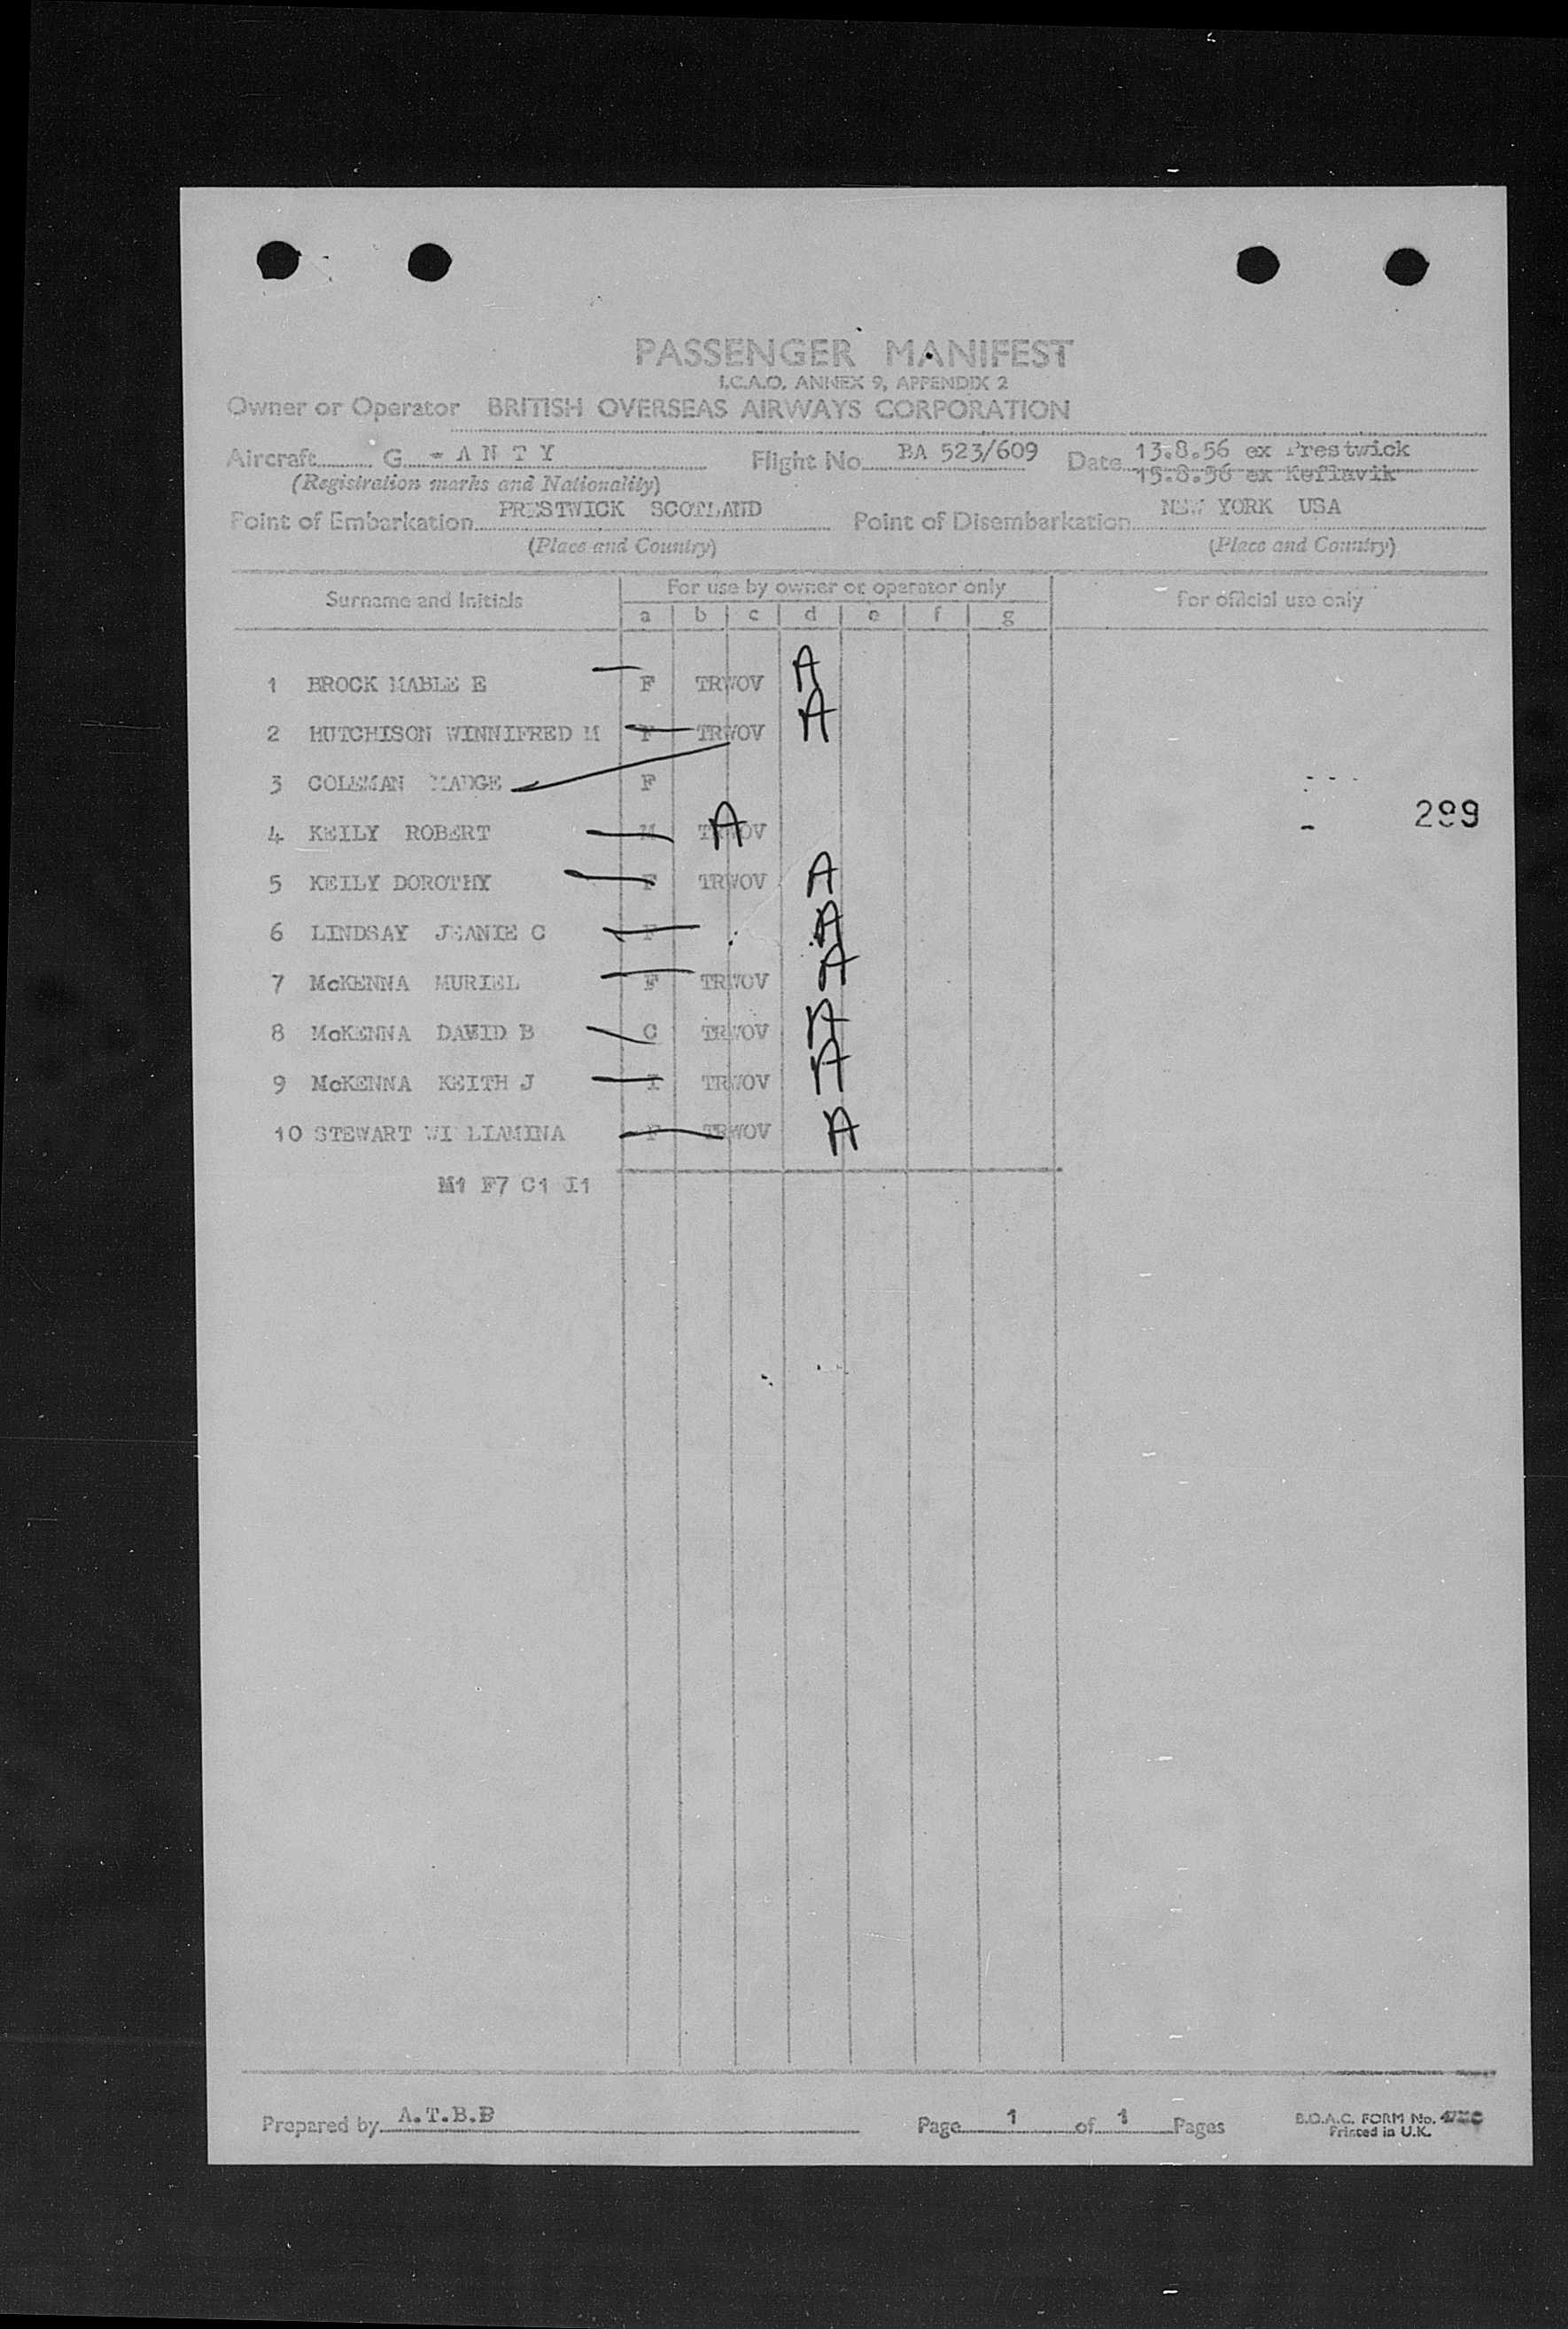 PASSENGER MANIFEST
I.C.A.O. ANNEX 9, APPENDIX 2
Owner or Operator BRITISH OVERSEAS AIRWAYS CORPORATION
Aircraft G - A N T Y Flight No BA 523/609 Date 13.8.56 ex Prestwick
(Registration marks and Nationality) 15.8.56 ex Keflavik
Point of Embarkation PRESTWICK SCOTLAND Point of Disembarkation NEW YORK USA
(Place and Country) (Place and Country)
Surname and Initials For use by owner or operator only For official use only
a b c d e f g
1 BROCK MABLE E F TRWOV A
2 HUTCHISON WINNIFRED M F TRWOV A
3 COLEMAN MADGE F
299
4 KEILY ROBERT M TRWOV A
5 KEILY DOROTHY F TRWOV A
6 LINDSAY JEANIE C F A
7 McKENNA MURIEL F TRWOV A
8 McKENNA DAVID B C TRWOV A
9 McKENNA KEITH J I TRWOV A
10 STEWART WILLIAMINA F TRWOV A
M1 F7 C1 I1
Prepared by A.T.B.B Page 1 of 1 Pages B.O.A.C. FORM No.
Printed in U.K.